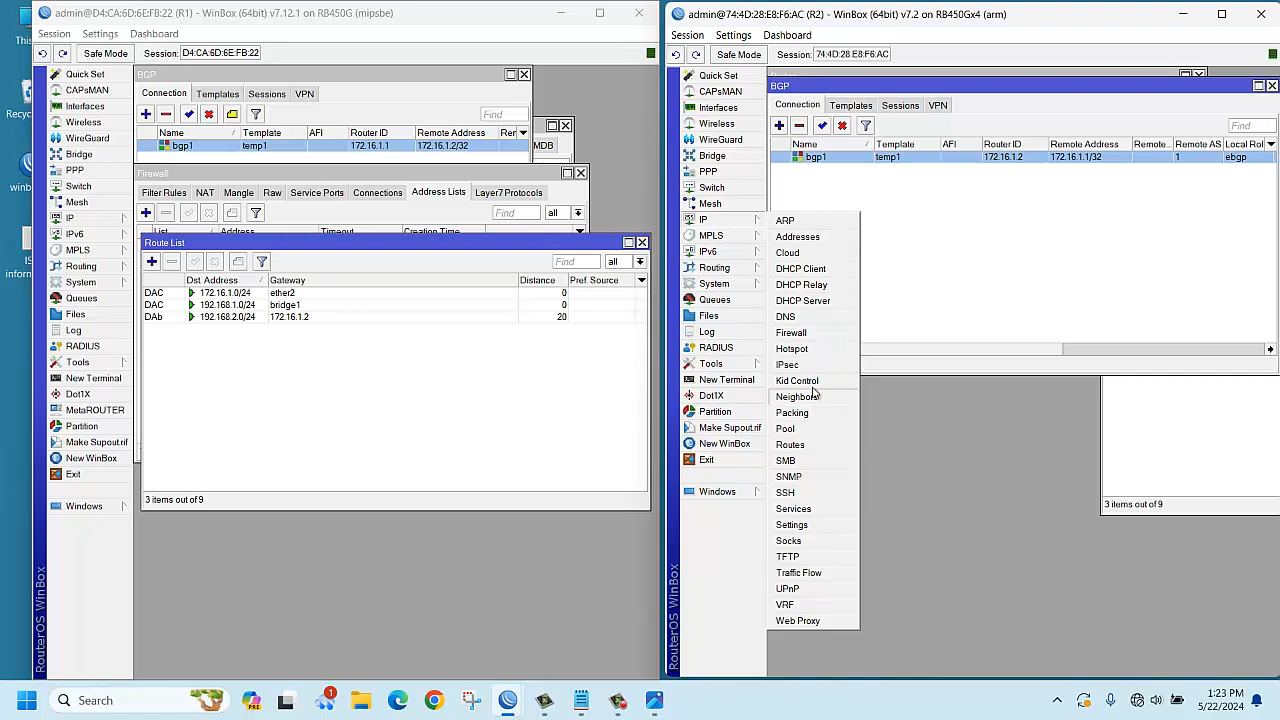 admin@D4:CA:6D:6E:FB:22 (R1) - WinBox (64bit) v7.12.1 on RB450G (mipsbe)
Session Settings Dashboard
Safe Mode Session: D4:CA:6D:6E:FB:22
Quick Set
CAPsMAN
Interfaces
Wireless
WireGuard
Bridge
PPP
Switch
Mesh
IP
IPv6
MPLS
Routing
System
Queues
Files
Log
RADIUS
Tools
New Terminal
Dot1X
MetaROUTER
Partition
Make Supout.rif
New WinBox
Exit
Windows
RouterOS WinBox
BGP
Connection Templates Sessions VPN
Find
Name Template AFI Router ID Remote Address Rer
bgp1 temp1 172.16.1.1 172.16.1.2/32
MDB
Firewall
Filter Rules NAT Mangle Raw Service Ports Connections Address Lists Layer7 Protocols
Find all
List Address Timeout Creation Time
Route List
Find all
Dst. Address Gateway Distance Pref. Source
DAC 172.16.1.0/24 ether2 0
DAC 192.168.1.0/24 bridge1 0
DAb 192.168.2.0/24 172.16.1.2 20
3 items out of 9
admin@74:4D:28:E8:F6:AC (R2) - WinBox (64bit) v7.2 on RB450Gx4 (arm)
Session Settings Dashboard
Safe Mode Session: 74:4D:28:E8:F6:AC
Quick Set
CAPsMAN
Interfaces
Wireless
WireGuard
Bridge
PPP
Switch
Mesh
IP
MPLS
IPv6
Routing
System
Queues
Files
Log
RADIUS
Tools
New Terminal
Dot1X
Partition
Make Supout.rif
New WinBox
Exit
Windows
RouterOS WinBox
BGP
Connection Templates Sessions VPN
Find
Name Template AFI Router ID Remote Address Remote... Remote AS Local Rol
bgp1 temp1 172.16.1.2 172.16.1.1/32 1 ebgp
ARP
Addresses
Cloud
DHCP Client
DHCP Relay
DHCP Server
DNS
Firewall
Hotspot
IPsec
Kid Control
Neighbors
Packing
Pool
Routes
SMB
SNMP
SSH
Services
Settings
Socks
TFTP
Traffic Flow
UPnP
VRF
Web Proxy
3 items out of 9
This
Recyc
winb
IS
inform
Search
1
1:23 PM
5/22/2024